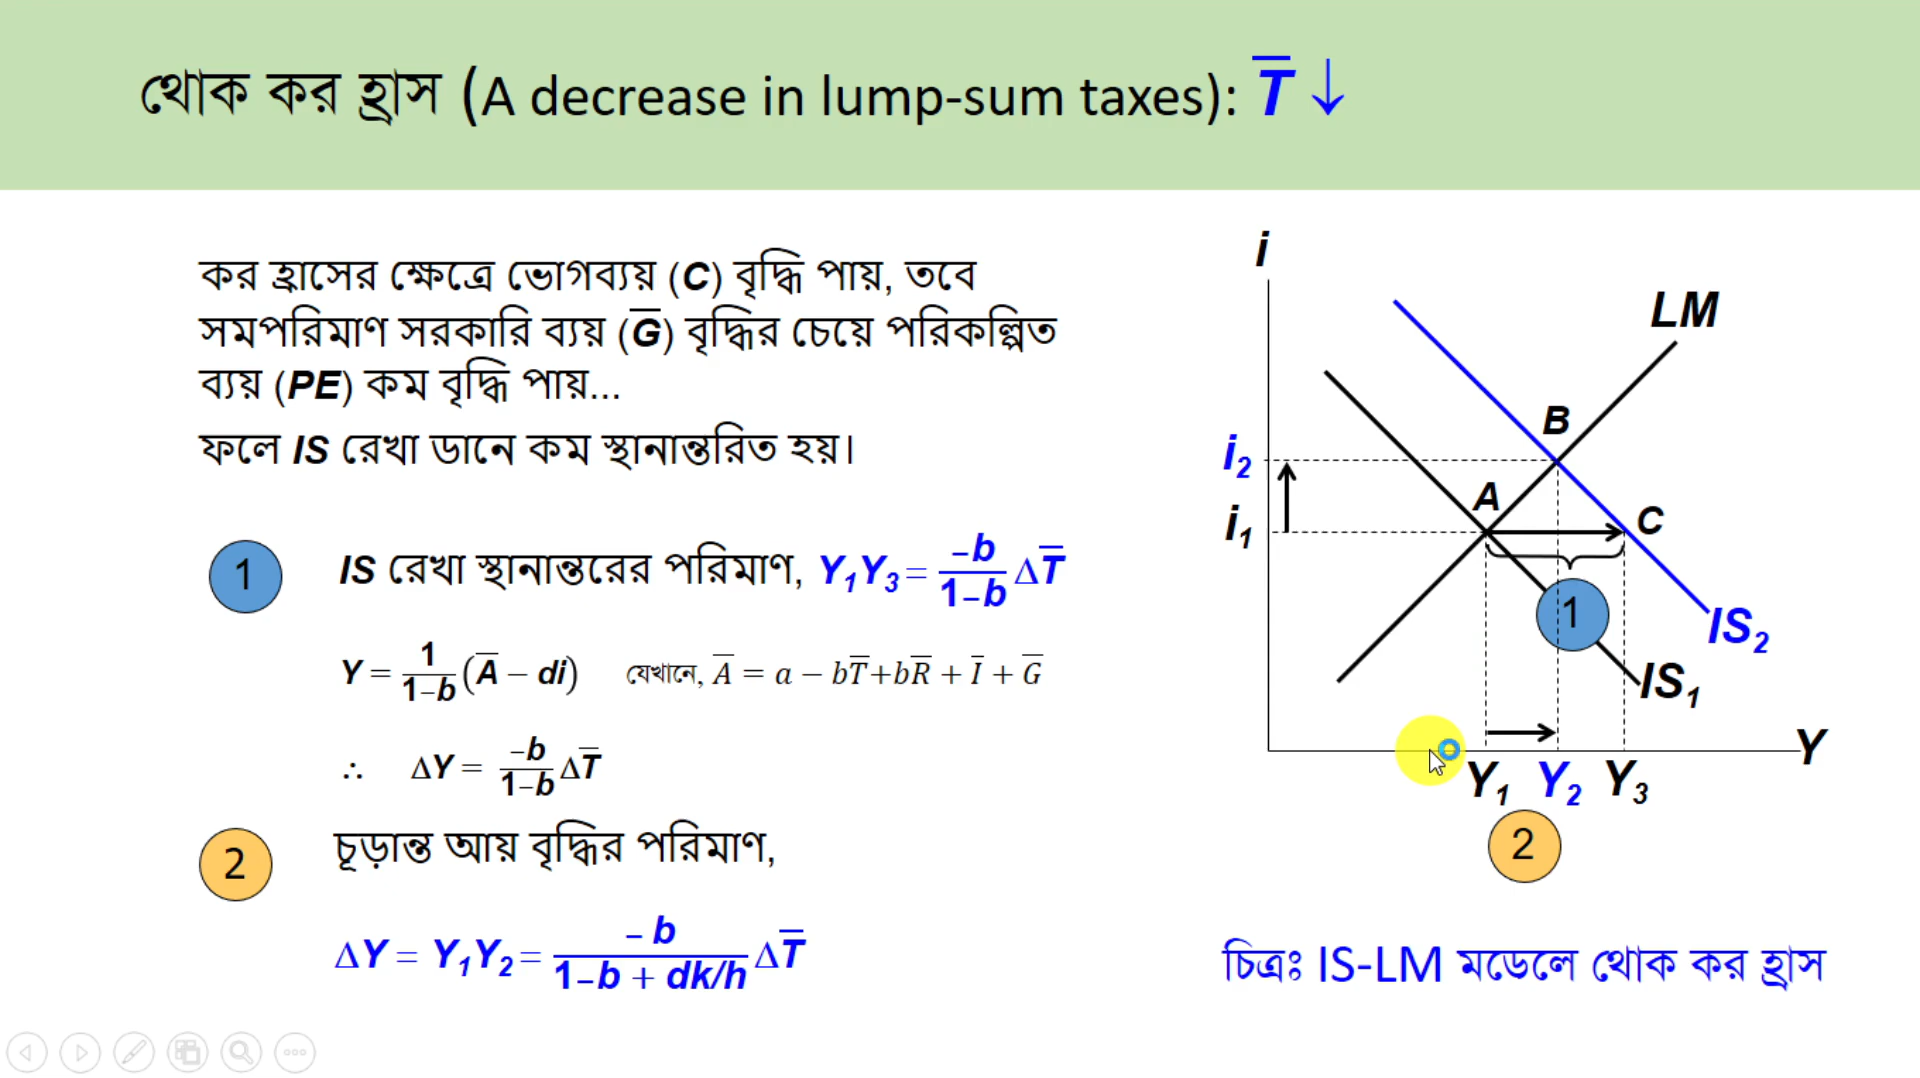 থোক কর হ্রাস (A decrease in lump-sum taxes): T̅ ↓
কর হ্রাসের ক্ষেত্রে ভোগব্যয় (C) বৃদ্ধি পায়, তবে
সমপরিমাণ সরকারি ব্যয় (G̅) বৃদ্ধির চেয়ে পরিকল্পিত
ব্যয় (PE) কম বৃদ্ধি পায়...
ফলে IS রেখা ডানে কম স্থানান্তরিত হয়।
1 IS রেখা স্থানান্তরের পরিমাণ, Y₁Y₃ = –b/1–b ΔT̅
Y = 1/1–b (A̅ – di) যেখানে, A̅ = a − bT̅+bR̅ + I̅ + G̅
∴ ΔY = –b/1–b ΔT̅
2 চূড়ান্ত আয় বৃদ্ধির পরিমাণ,
ΔY = Y₁Y₂ = – b/1–b + dk/h ΔT̅
i
LM
B
i₂
A
C
i₁
1
IS₂
IS₁
Y
Y₁ Y₂ Y₃
2
চিত্রঃ IS-LM মডেলে থোক কর হ্রাস